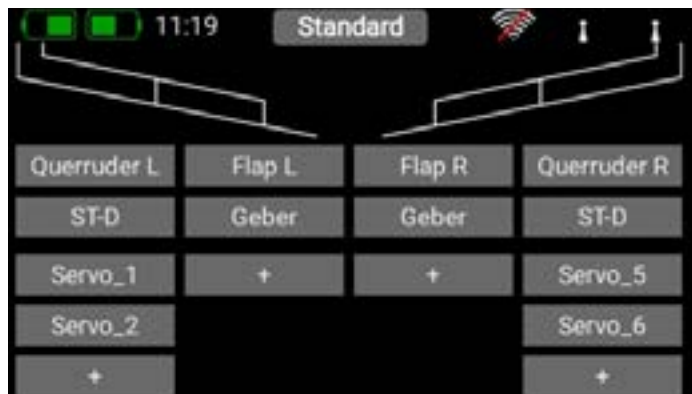 11:19 Standard
Querruder L Flap L Flap R Querruder R
ST-D Geber Geber ST-D
Servo_1 + + Servo_5
Servo_2 Servo_6
+ +